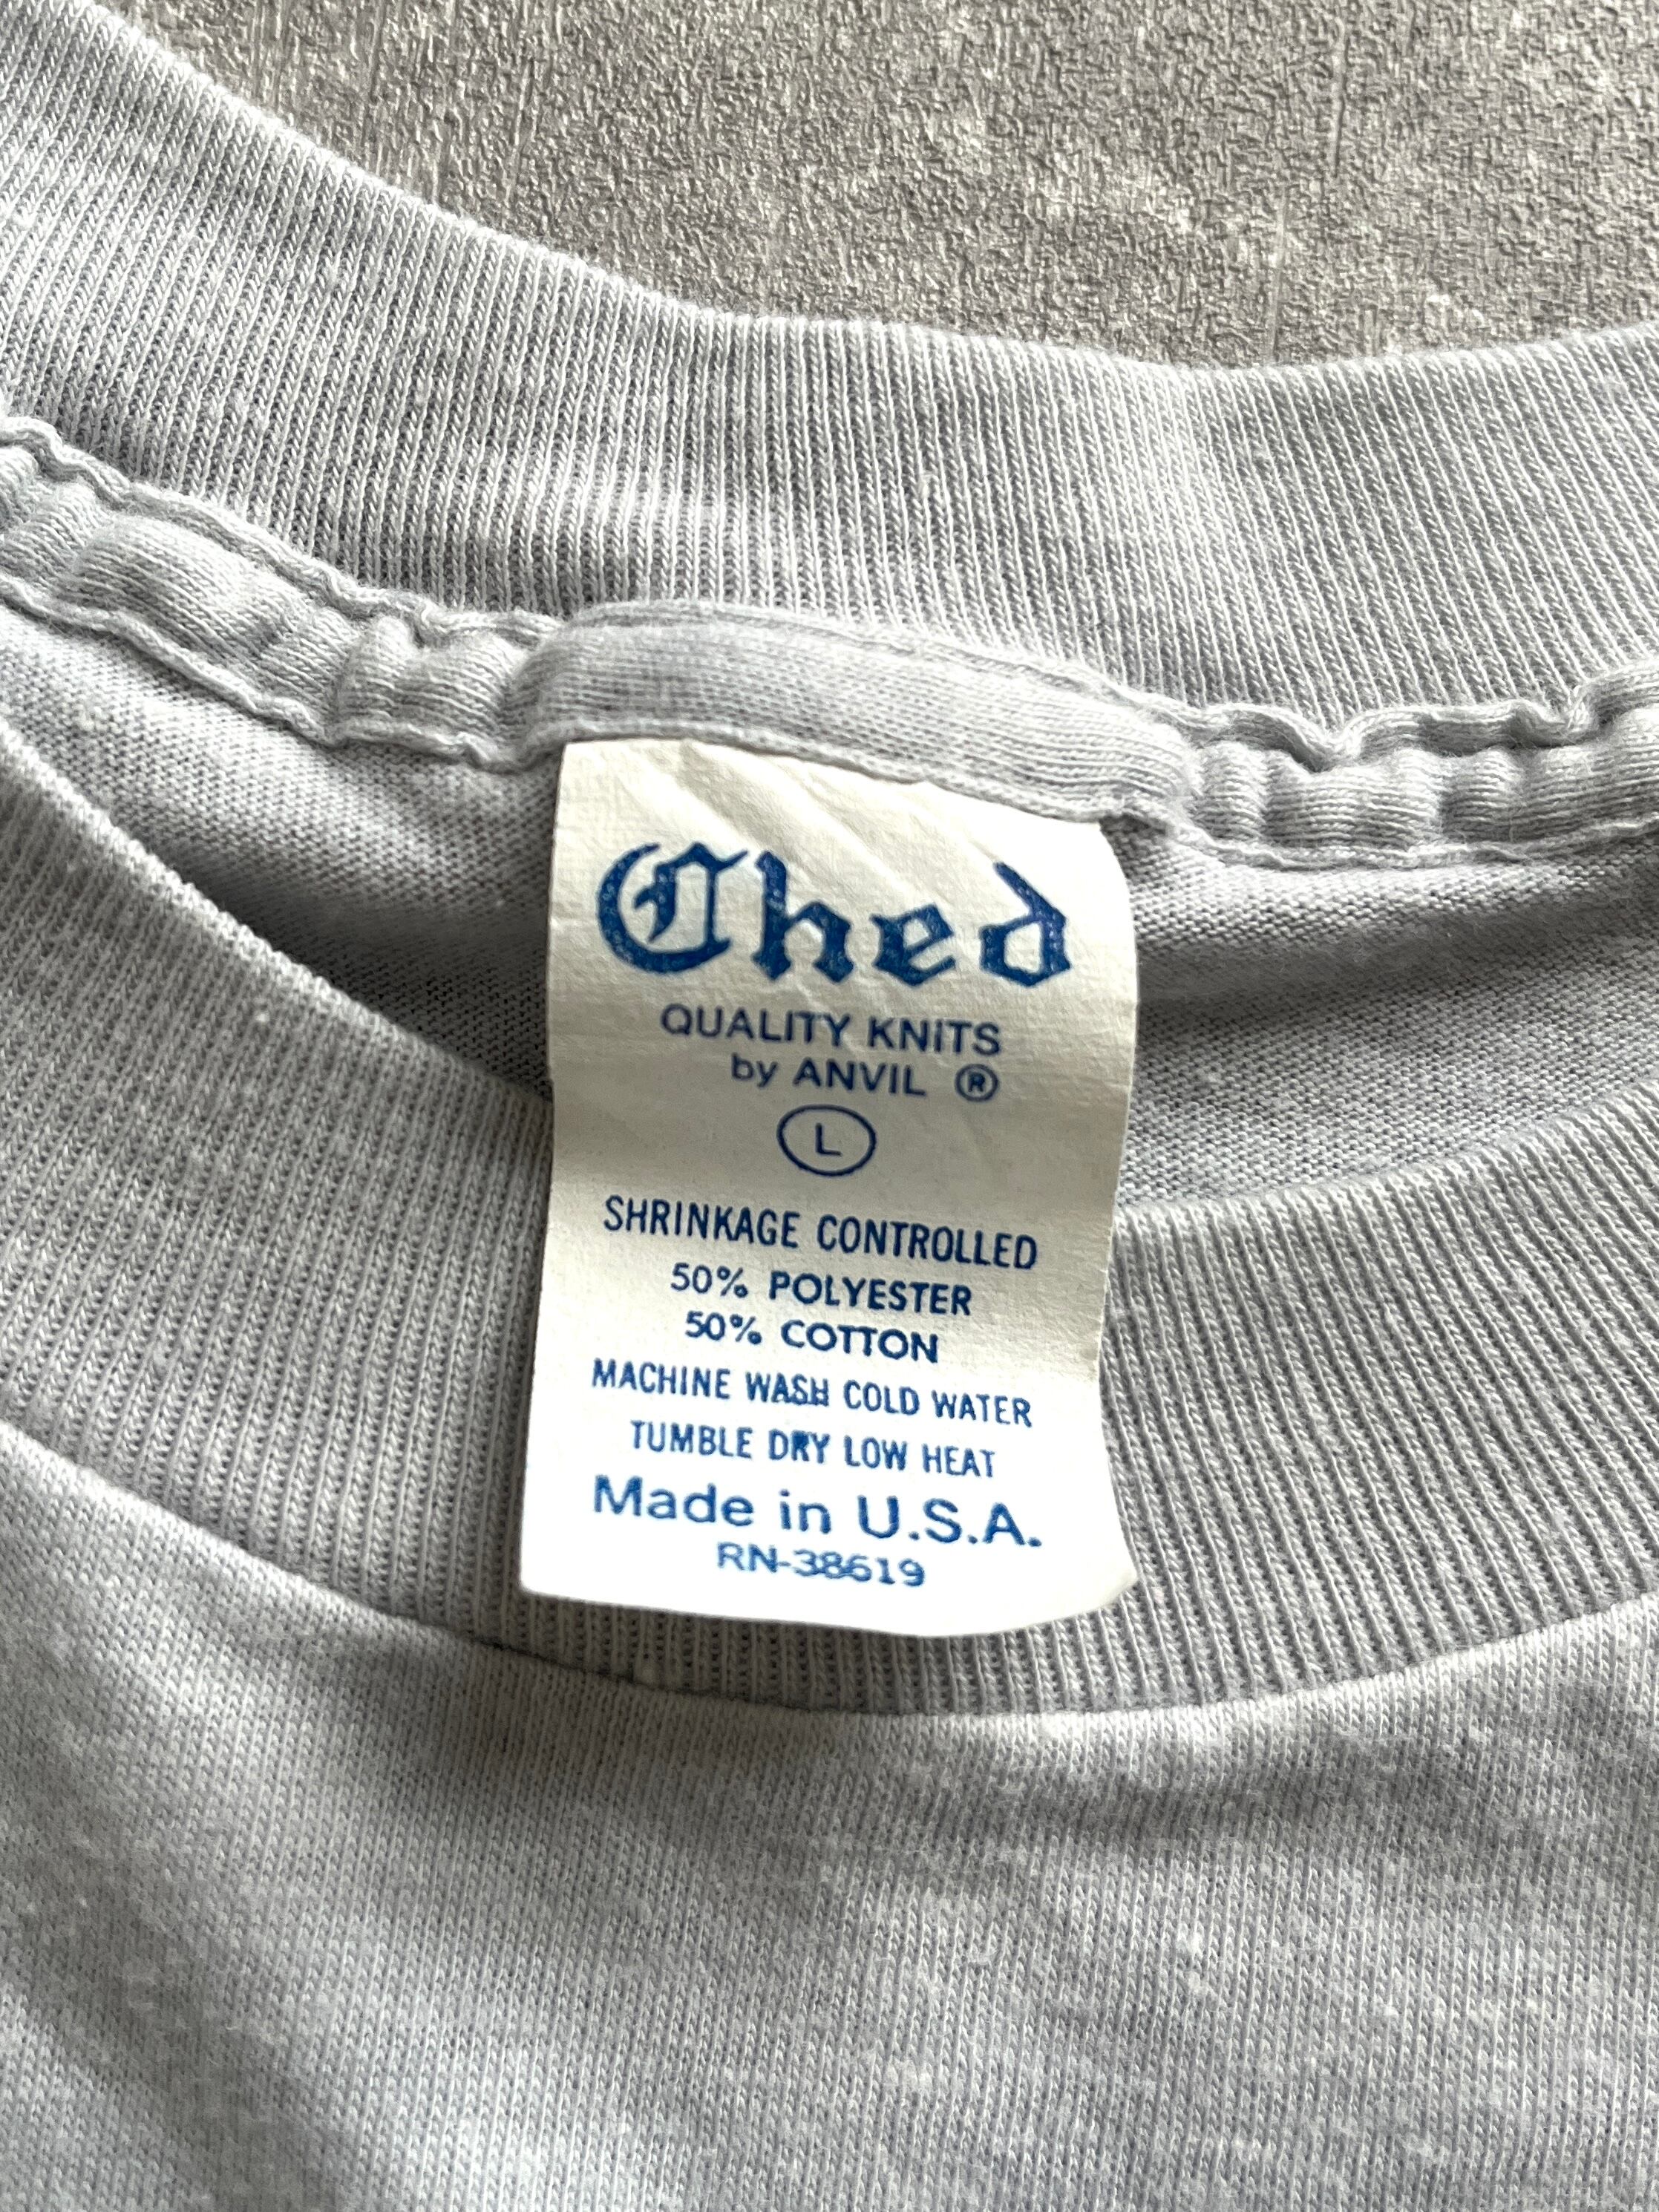 Ched
QUALITY KNITS
by ANVIL ®
L
SHRINKAGE CONTROLLED
50% POLYESTER
50% COTTON
MACHINE WASH COLD WATER
TUMBLE DRY LOW HEAT
Made in U.S.A.
RN-38619